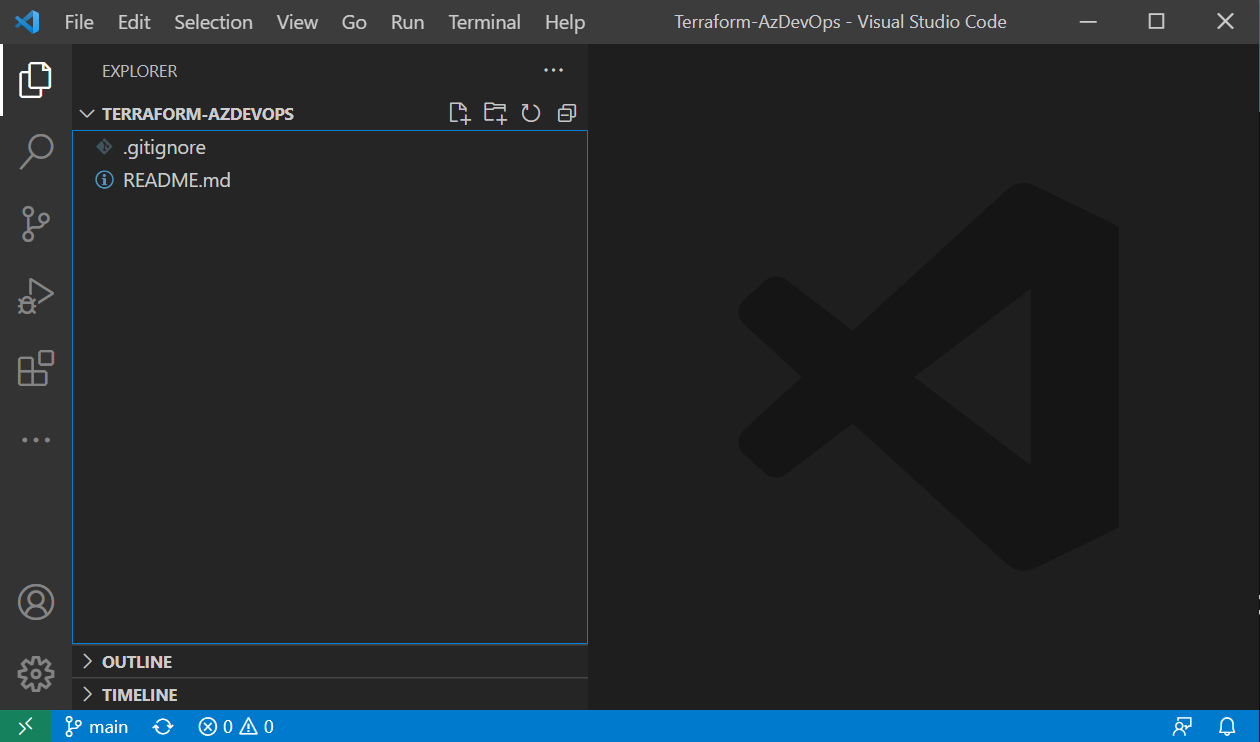 File Edit Selection View Go Run Terminal Help Terraform-AzDevOps - Visual Studio Code
EXPLORER
TERRAFORM-AZDEVOPS
.gitignore
README.md
OUTLINE
TIMELINE
main 0 0